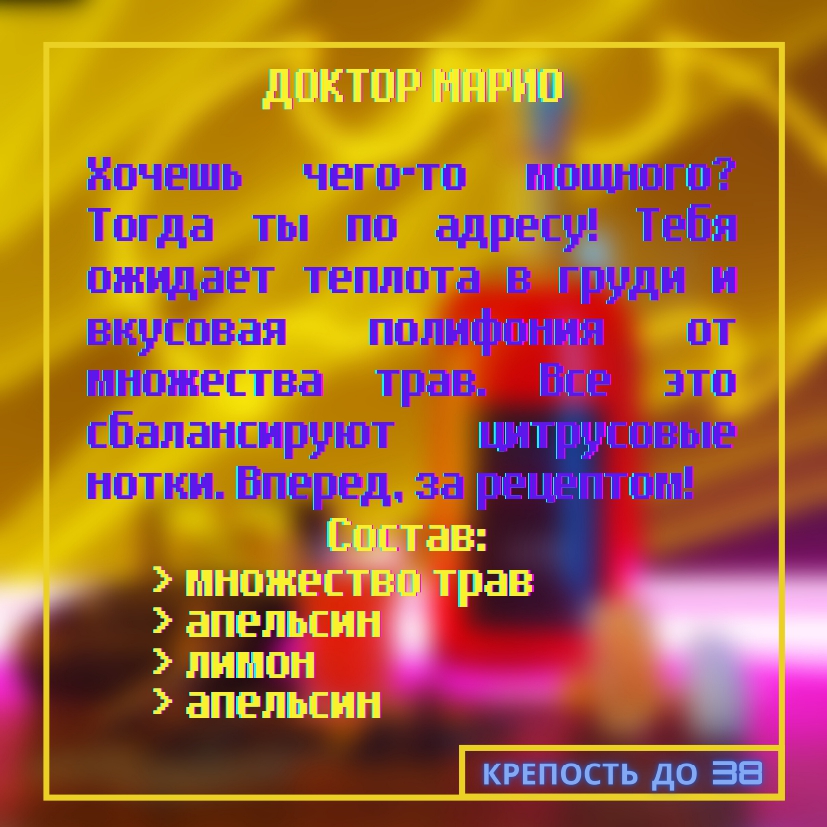 ДОКТОР МАРИО
Хочешь чего-то мощного?
Тогда ты по адресу! Тебя
ожидает теплота в груди и
вкусовая полифония от
множества трав. Все это
сбалансируют цитрусовые
нотки. Вперед, за рецептом!
Состав:
> множество трав
> апельсин
> лимон
> апельсин
КРЕПОСТЬ ДО 38